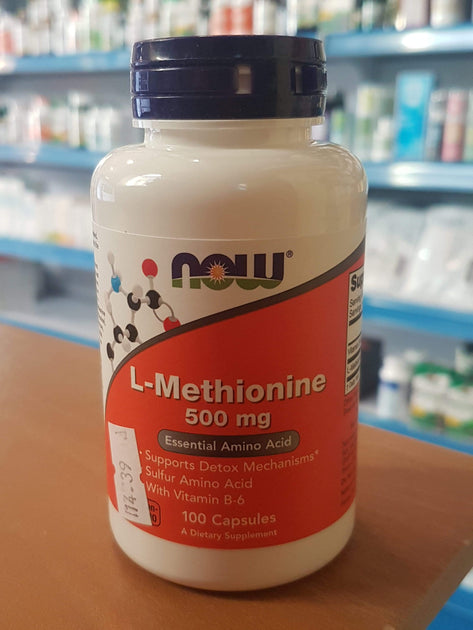 now®
L-Methionine
500 mg
Essential Amino Acid
• Supports Detox Mechanisms*
Sulfur Amino Acid
With Vitamin B-6
100 Capsules
A Dietary Supplement